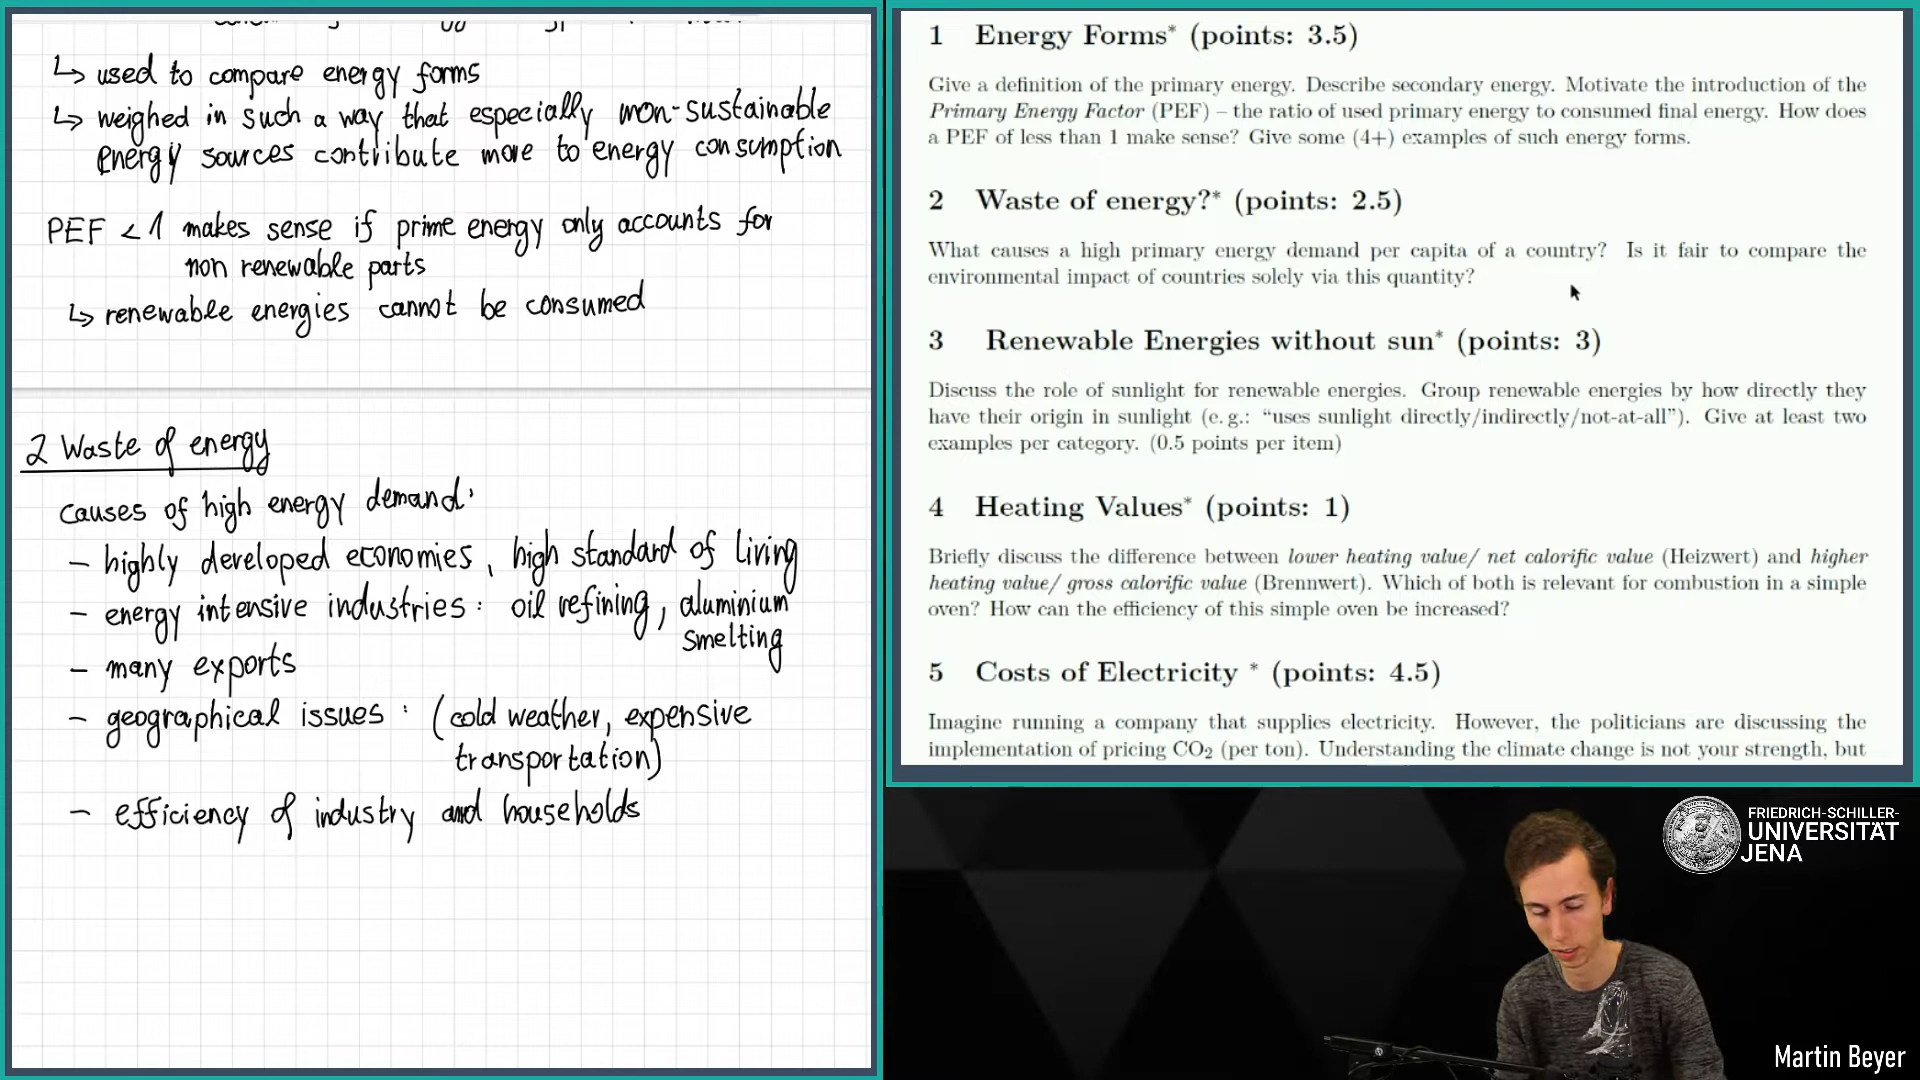 ↳ used to compare energy forms
↳ weighed in such a way that especially non-sustainable
energy sources contribute more to energy consumption
PEF < 1 makes sense if prime energy only accounts for
non renewable parts
↳ renewable energies cannot be consumed
2 Waste of energy
causes of high energy demand:
- highly developed economies, high standard of living
- energy intensive industries: oil refining, aluminium
smelting
- many exports
- geographical issues: (cold weather, expensive
transportation)
- efficiency of industry and households
1 Energy Forms* (points: 3.5)
Give a definition of the primary energy. Describe secondary energy. Motivate the introduction of the
Primary Energy Factor (PEF) – the ratio of used primary energy to consumed final energy. How does
a PEF of less than 1 make sense? Give some (4+) examples of such energy forms.
2 Waste of energy?* (points: 2.5)
What causes a high primary energy demand per capita of a country? Is it fair to compare the
environmental impact of countries solely via this quantity?
3 Renewable Energies without sun* (points: 3)
Discuss the role of sunlight for renewable energies. Group renewable energies by how directly they
have their origin in sunlight (e.g.: “uses sunlight directly/indirectly/not-at-all”). Give at least two
examples per category. (0.5 points per item)
4 Heating Values* (points: 1)
Briefly discuss the difference between lower heating value/ net calorific value (Heizwert) and higher
heating value/ gross calorific value (Brennwert). Which of both is relevant for combustion in a simple
oven? How can the efficiency of this simple oven be increased?
5 Costs of Electricity * (points: 4.5)
Imagine running a company that supplies electricity. However, the politicians are discussing the
implementation of pricing CO₂ (per ton). Understanding the climate change is not your strength, but
FRIEDRICH-SCHILLER-
UNIVERSITÄT
JENA
Martin Beyer